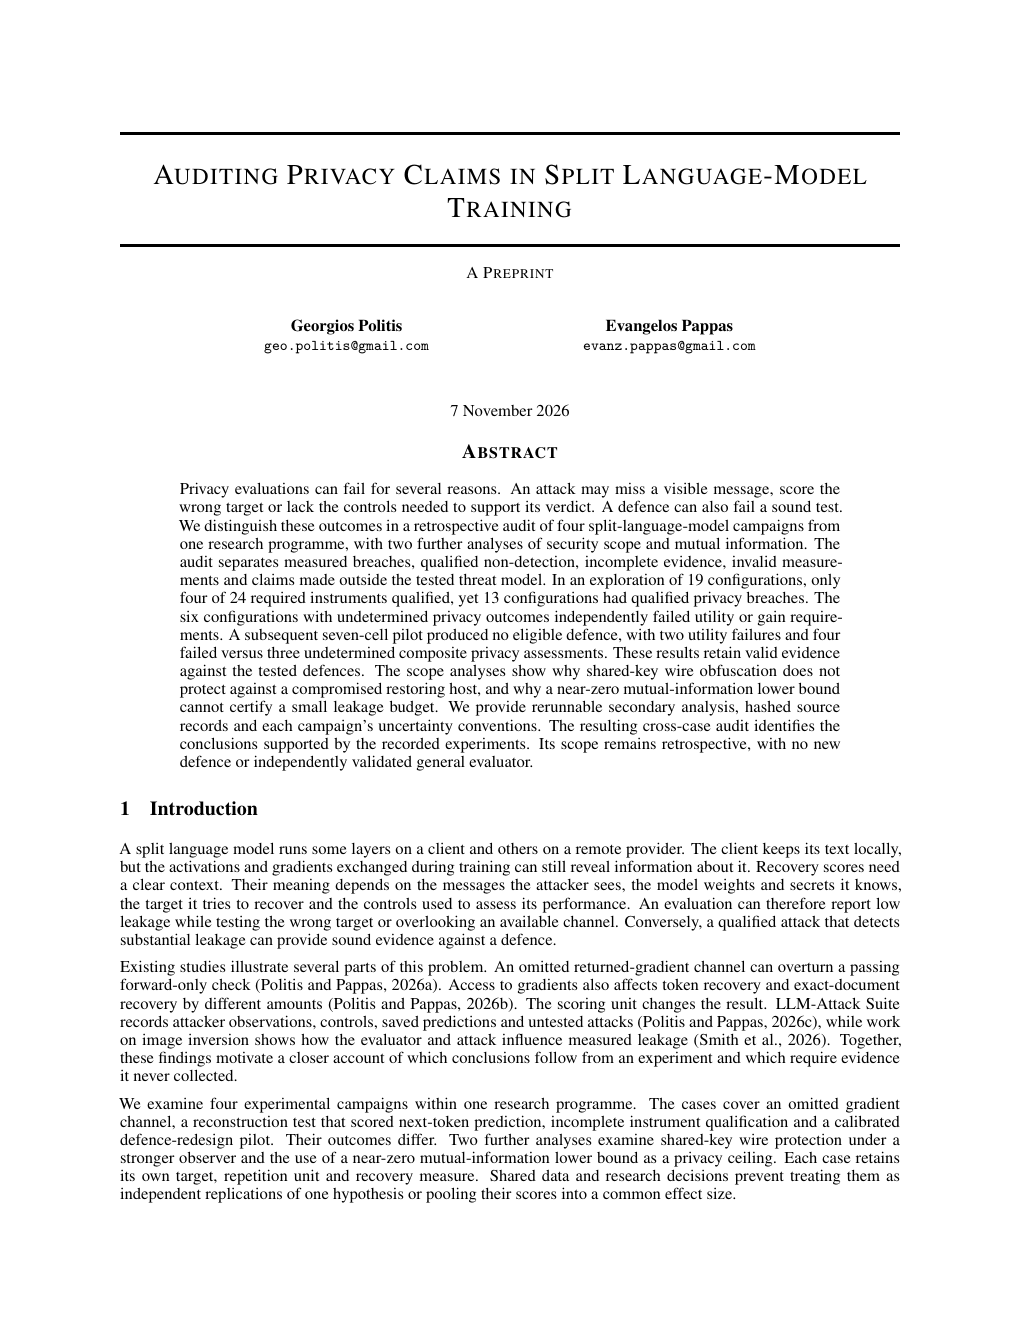 AUDITING PRIVACY CLAIMS IN SPLIT LANGUAGE-MODEL
TRAINING
A PREPRINT
Georgios Politis
geo.politis@gmail.com
Evangelos Pappas
evanz.pappas@gmail.com
7 November 2026
ABSTRACT
Privacy evaluations can fail for several reasons. An attack may miss a visible message, score the
wrong target or lack the controls needed to support its verdict. A defence can also fail a sound test.
We distinguish these outcomes in a retrospective audit of four split-language-model campaigns from
one research programme, with two further analyses of security scope and mutual information. The
audit separates measured breaches, qualified non-detection, incomplete evidence, invalid measure-
ments and claims made outside the tested threat model. In an exploration of 19 configurations, only
four of 24 required instruments qualified, yet 13 configurations had qualified privacy breaches. The
six configurations with undetermined privacy outcomes independently failed utility or gain require-
ments. A subsequent seven-cell pilot produced no eligible defence, with two utility failures and four
failed versus three undetermined composite privacy assessments. These results retain valid evidence
against the tested defences. The scope analyses show why shared-key wire obfuscation does not
protect against a compromised restoring host, and why a near-zero mutual-information lower bound
cannot certify a small leakage budget. We provide rerunnable secondary analysis, hashed source
records and each campaign's uncertainty conventions. The resulting cross-case audit identifies the
conclusions supported by the recorded experiments. Its scope remains retrospective, with no new
defence or independently validated general evaluator.
1 Introduction
A split language model runs some layers on a client and others on a remote provider. The client keeps its text locally,
but the activations and gradients exchanged during training can still reveal information about it. Recovery scores need
a clear context. Their meaning depends on the messages the attacker sees, the model weights and secrets it knows,
the target it tries to recover and the controls used to assess its performance. An evaluation can therefore report low
leakage while testing the wrong target or overlooking an available channel. Conversely, a qualified attack that detects
substantial leakage can provide sound evidence against a defence.
Existing studies illustrate several parts of this problem. An omitted returned-gradient channel can overturn a passing
forward-only check (Politis and Pappas, 2026a). Access to gradients also affects token recovery and exact-document
recovery by different amounts (Politis and Pappas, 2026b). The scoring unit changes the result. LLM-Attack Suite
records attacker observations, controls, saved predictions and untested attacks (Politis and Pappas, 2026c), while work
on image inversion shows how the evaluator and attack influence measured leakage (Smith et al., 2026). Together,
these findings motivate a closer account of which conclusions follow from an experiment and which require evidence
it never collected.
We examine four experimental campaigns within one research programme. The cases cover an omitted gradient
channel, a reconstruction test that scored next-token prediction, incomplete instrument qualification and a calibrated
defence-redesign pilot. Their outcomes differ. Two further analyses examine shared-key wire protection under a
stronger observer and the use of a near-zero mutual-information lower bound as a privacy ceiling. Each case retains
its own target, repetition unit and recovery measure. Shared data and research decisions prevent treating them as
independent replications of one hypothesis or pooling their scores into a common effect size.